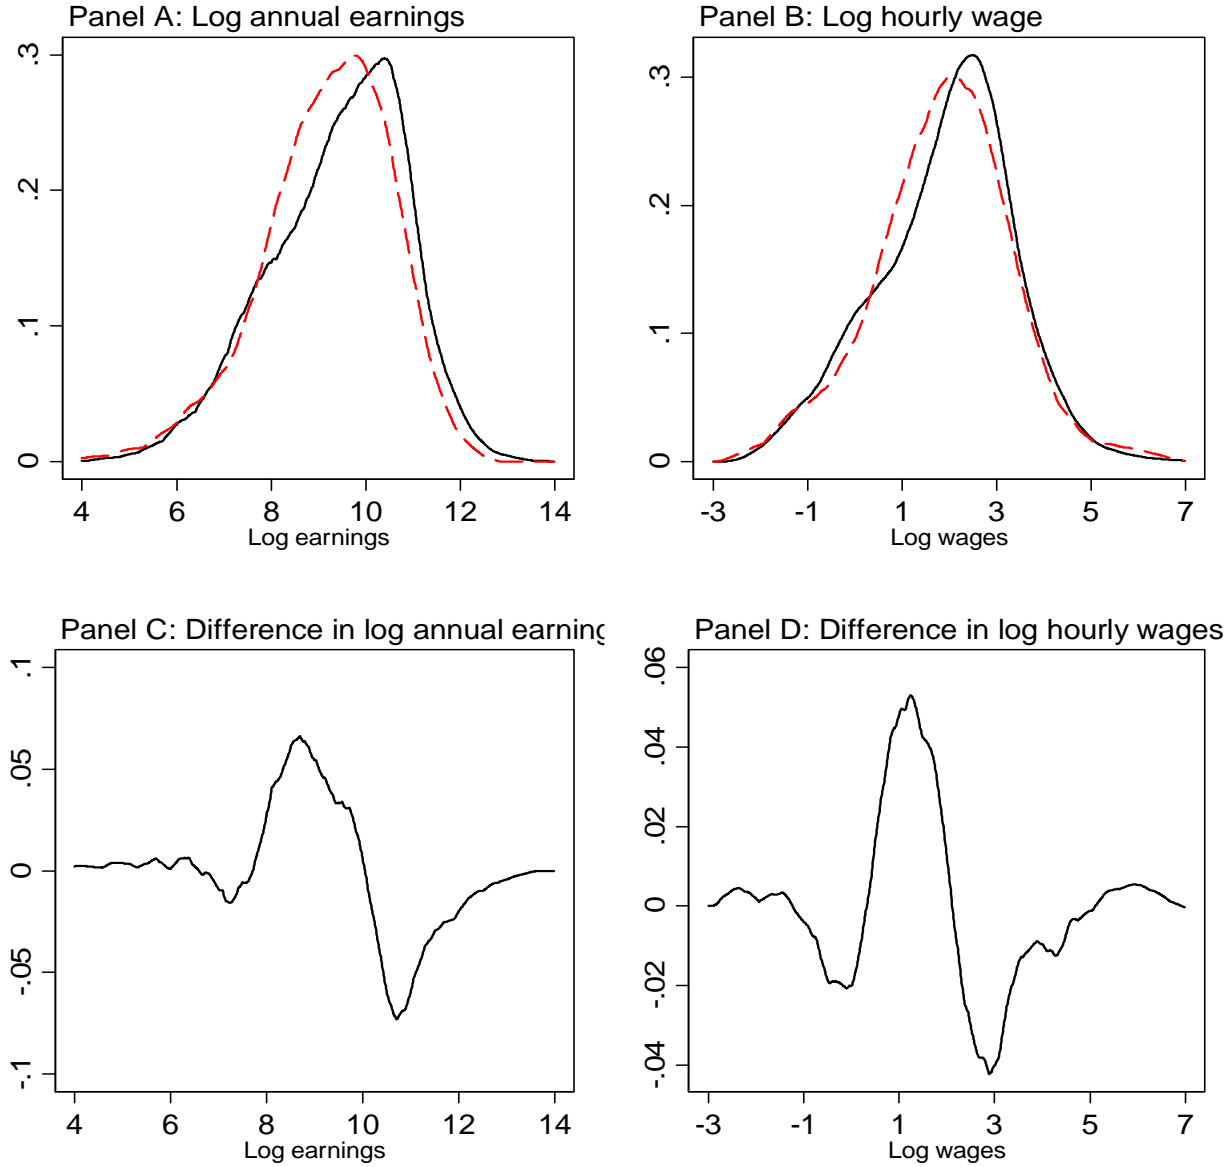 Panel A: Log annual earnings
.3
.2
.1
0
4 6 8 10 12 14
Log earnings
Panel B: Log hourly wage
.3
.2
.1
0
-3 -1 1 3 5 7
Log wages
Panel C: Difference in log annual earning
.1
.05
0
-.05
-.1
4 6 8 10 12 14
Log earnings
Panel D: Difference in log hourly wages
.06
.04
.02
0
-.02
-.04
-3 -1 1 3 5 7
Log wages